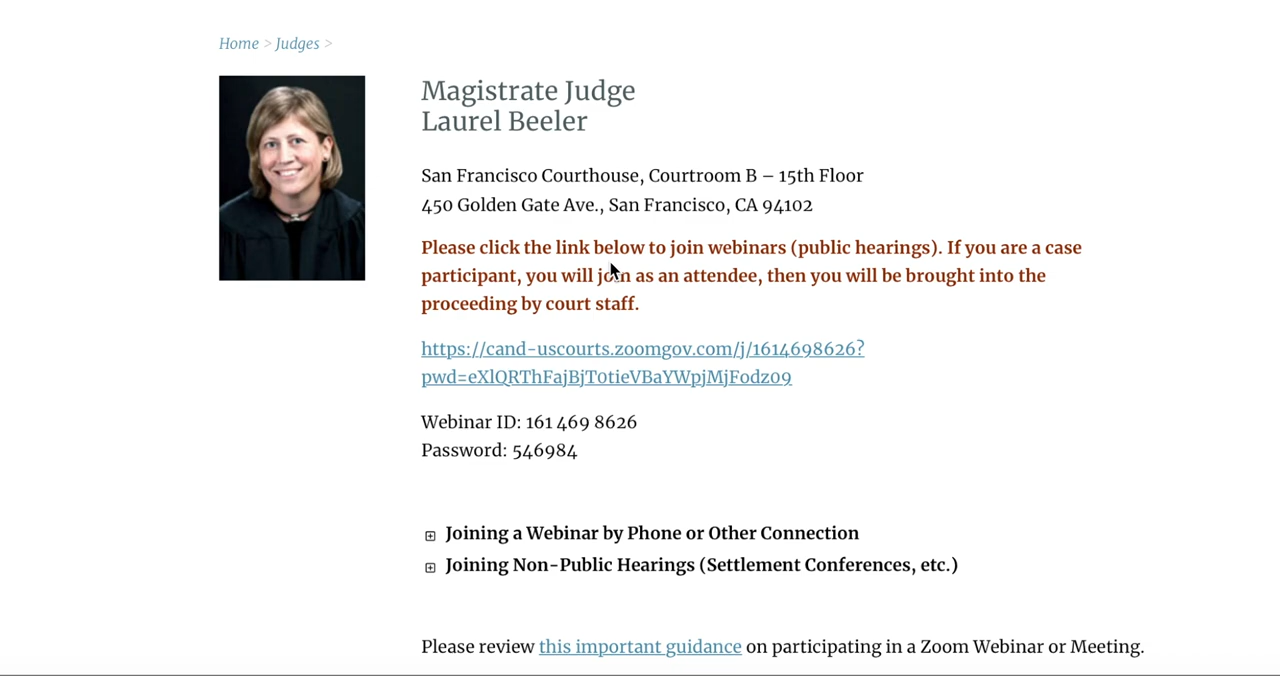 Home > Judges >
Magistrate Judge
Laurel Beeler
San Francisco Courthouse, Courtroom B – 15th Floor
450 Golden Gate Ave., San Francisco, CA 94102
Please click the link below to join webinars (public hearings). If you are a case
participant, you will join as an attendee, then you will be brought into the
proceeding by court staff.
https://cand-uscourts.zoomgov.com/j/1614698626?
pwd=eXlQRThFajBjT0tieVBaYWpjMjFodz09
Webinar ID: 161 469 8626
Password: 546984
Joining a Webinar by Phone or Other Connection
Joining Non-Public Hearings (Settlement Conferences, etc.)
Please review this important guidance on participating in a Zoom Webinar or Meeting.